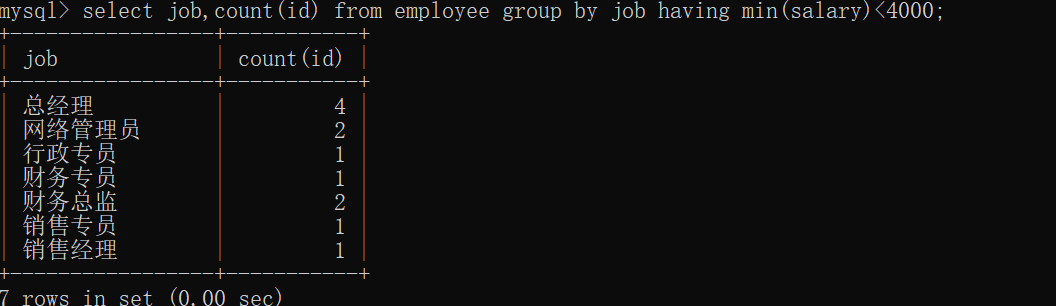 mysql> select job,count(id) from employee group by job having min(salary)<4000;
+-----------------+-----------+
| job | count(id) |
+-----------------+-----------+
| 总经理 | 4 |
| 网络管理员 | 2 |
| 行政专员 | 1 |
| 财务专员 | 1 |
| 财务总监 | 2 |
| 销售专员 | 1 |
| 销售经理 | 1 |
+-----------------+-----------+
7 rows in set (0.00 sec)